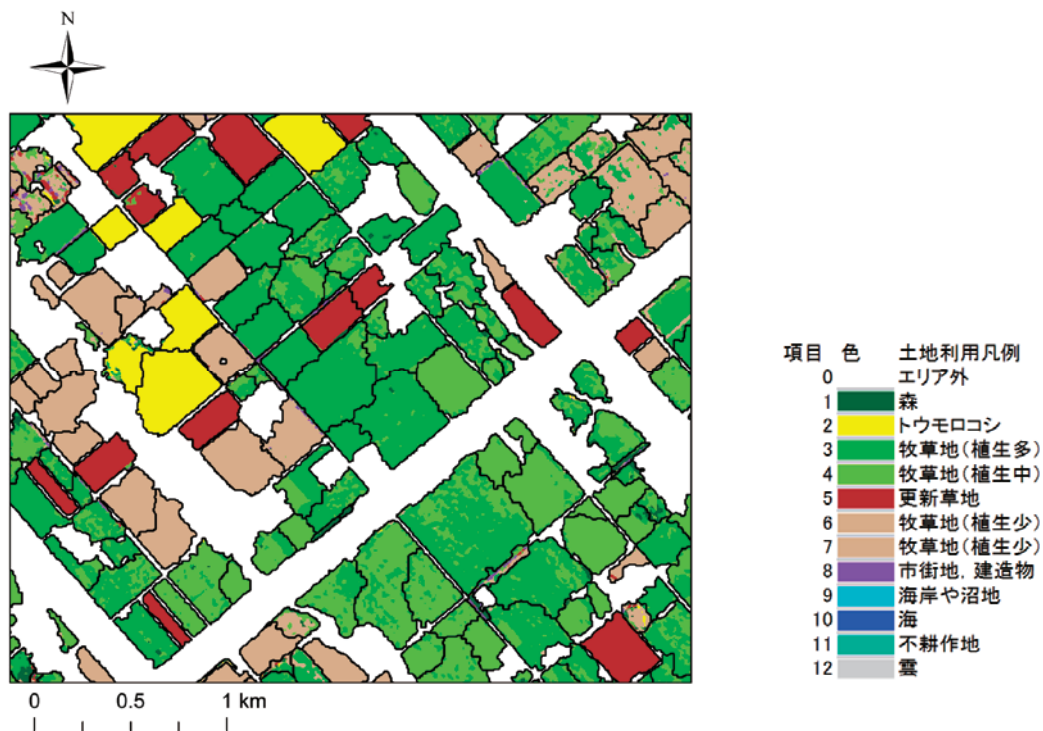 N
項目 色 土地利用凡例
0 エリア外
1 森
2 トウモロコシ
3 牧草地(植生多)
4 牧草地(植生中)
5 更新草地
6 牧草地(植生少)
7 牧草地(植生少)
8 市街地, 建造物
9 海岸や沼地
10 海
11 不耕作地
12 雲
0 0.5 1 km